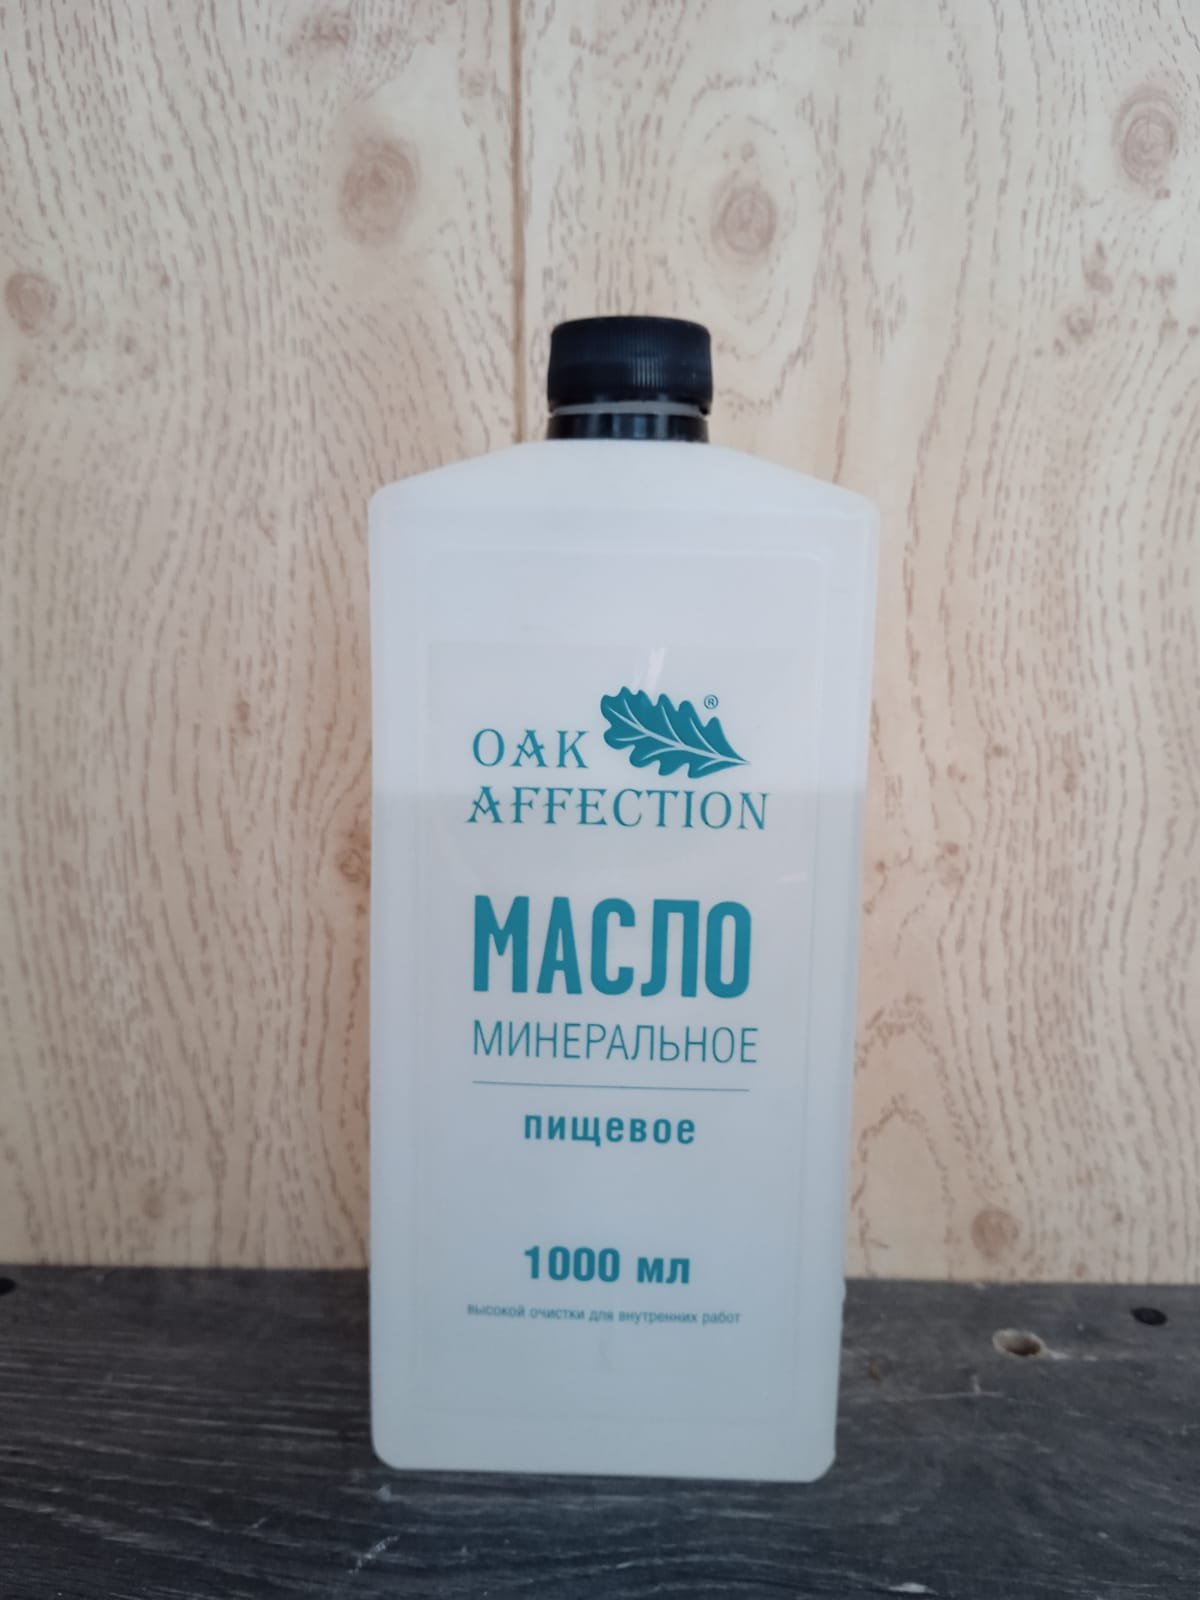 OAK ®
AFFECTION
МАСЛО
МИНЕРАЛЬНОЕ
пищевое
1000 мл
высокой очистки для внутренних работ